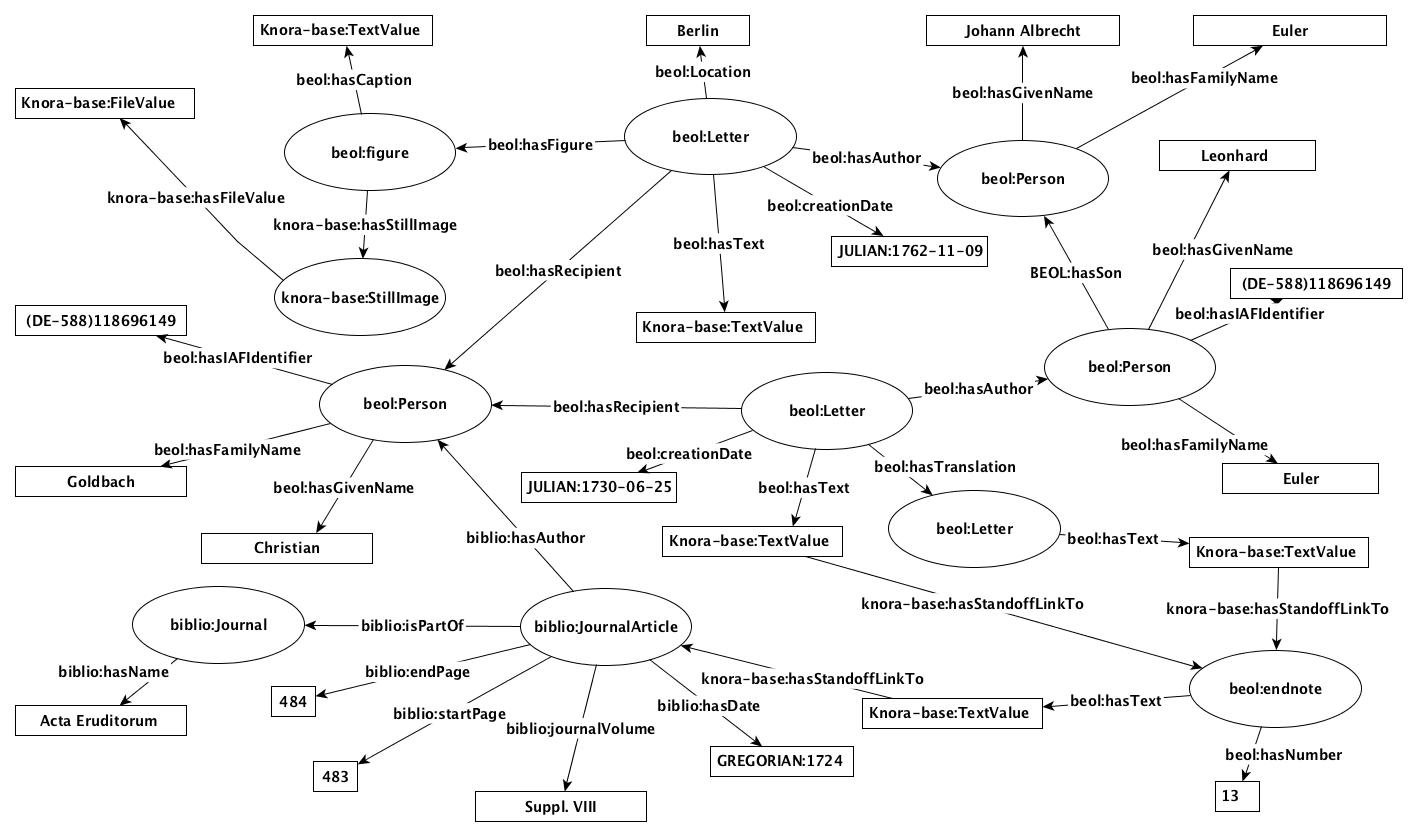 Knora-base:TextValue
Berlin
Johann Albrecht
Euler
beol:hasCaption
beol:Location
beol:hasGivenName
beol:hasFamilyName
Knora-base:FileValue
beol:figure
beol:hasFigure
beol:Letter
beol:hasAuthor
beol:Person
Leonhard
knora-base:hasFileValue
knora-base:hasStillImage
beol:creationDate
beol:hasText
JULIAN:1762-11-09
beol:hasGivenName
beol:hasRecipient
BEOL:hasSon
knora-base:StillImage
(DE-588)118696149
(DE-588)118696149
beol:hasIAFIdentifier
Knora-base:TextValue
beol:hasIAFIdentifier
beol:Person
beol:Person
beol:hasRecipient
beol:Letter
beol:hasAuthor
beol:hasFamilyName
beol:hasFamilyName
beol:creationDate
beol:hasTranslation
Goldbach
beol:hasGivenName
JULIAN:1730-06-25
beol:hasText
Euler
Christian
biblio:hasAuthor
Knora-base:TextValue
beol:Letter
beol:hasText
Knora-base:TextValue
knora-base:hasStandoffLinkTo
knora-base:hasStandoffLinkTo
biblio:Journal
biblio:isPartOf
biblio:JournalArticle
biblio:hasName
biblio:endPage
knora-base:hasStandoffLinkTo
beol:endnote
484
biblio:startPage
biblio:hasDate
Knora-base:TextValue
beol:hasText
Acta Eruditorum
biblio:journalVolume
GREGORIAN:1724
beol:hasNumber
483
Suppl. VIII
13